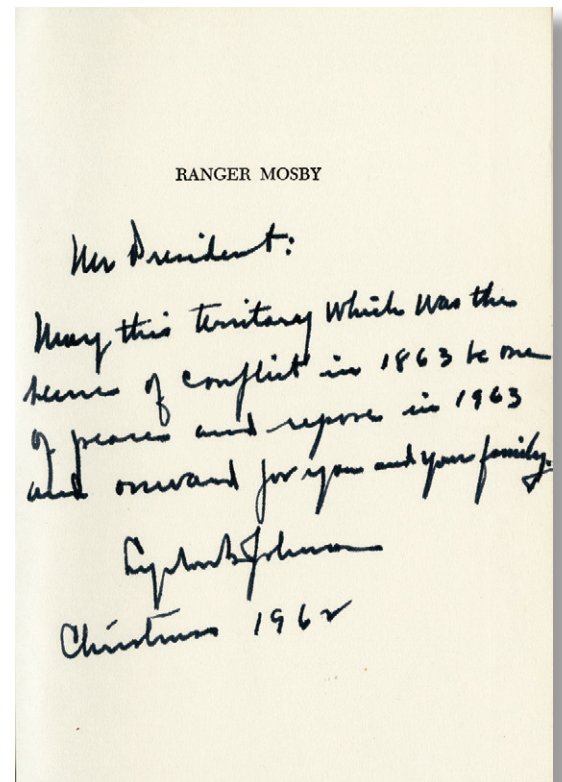 RANGER MOSBY
Mr President:
May this territory which was the
scene of conflict in 1863 be one
of peace and repose in 1963
and onward for you and your family.
Lyndon B Johnson
Christmas 1962